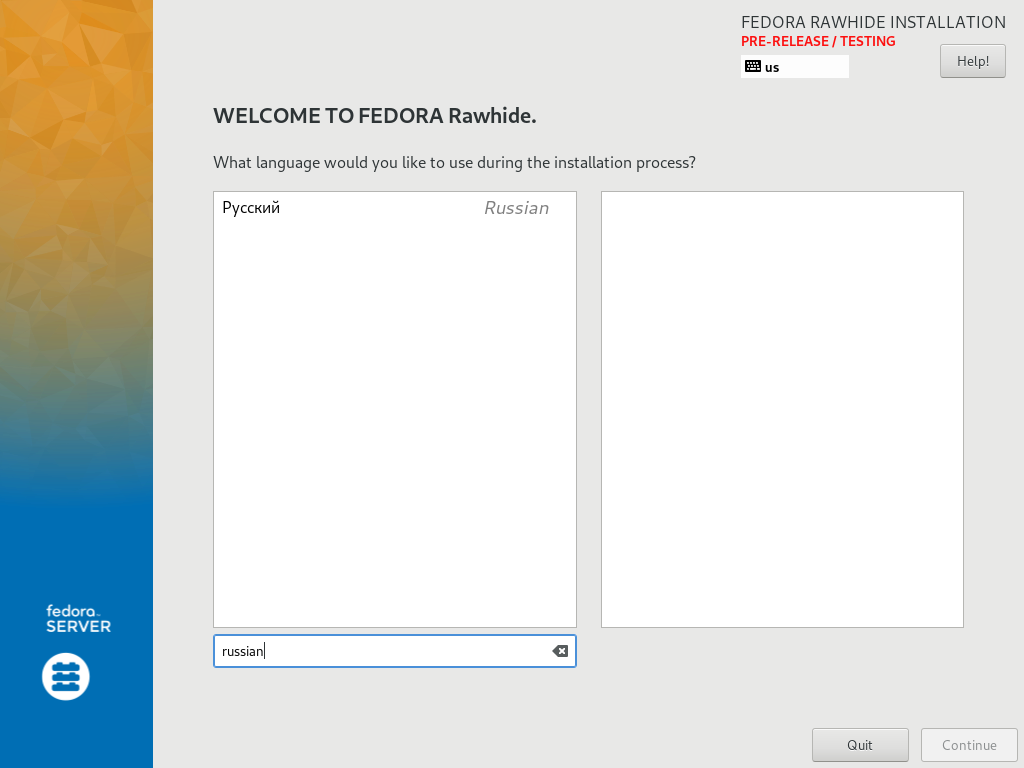 FEDORA RAWHIDE INSTALLATION
PRE-RELEASE / TESTING
us
Help!
WELCOME TO FEDORA Rawhide.
What language would you like to use during the installation process?
Русский Russian
russian
fedora™
SERVER
Quit
Continue